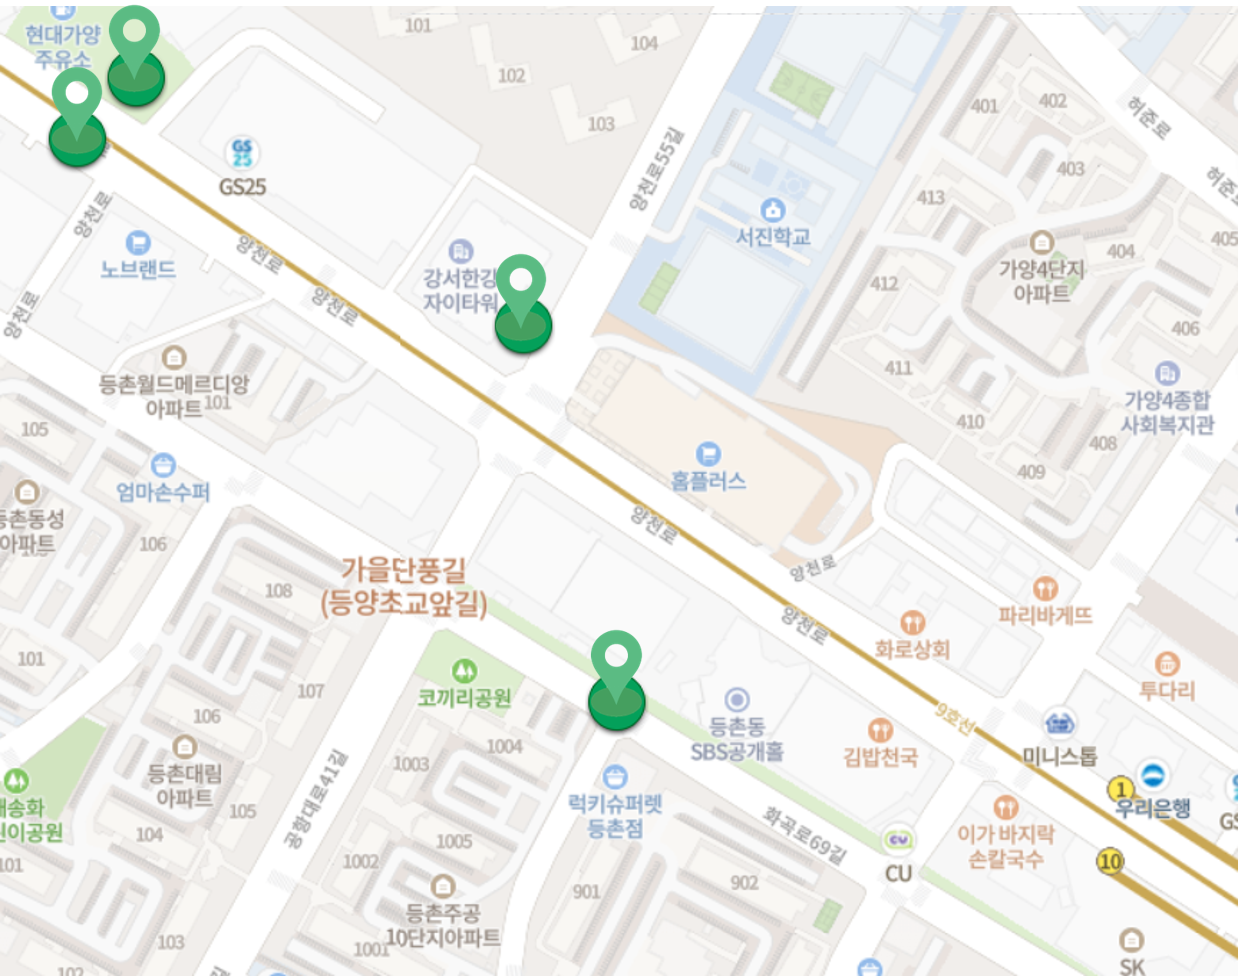 현대가양
주유소
101
104
102
103
401
402
허준로
403
허준
413
404
405
GS
25
GS25
양천로55길
서진학교
양천로
노브랜드
양천로
강서한강
자이타워
가양4단지
아파트
412
406
양천로
양천로
411
등촌월드메르디앙
아파트
101
가양4종합
사회복지관
410
408
409
105
엄마손수퍼
홈플러스
등촌동성
아파트
106
양천로
양천로
가을단풍길
(등양초교앞길)
108
파리바게뜨
양천로
화로상회
101
107
코끼리공원
투다리
106
9호선
등촌동
SBS공개홀
1004
김밥천국
미니스톱
1003
등촌대림
아파트
105
1
우리은행
공항대로41길
럭키슈퍼렛
등촌점
GS
104
1005
화곡로69길
이가 바지락
손칼국수
린이공원
101
1002
CU
10
901
902
등촌주공
10단지아파트
103
1001
102
SK